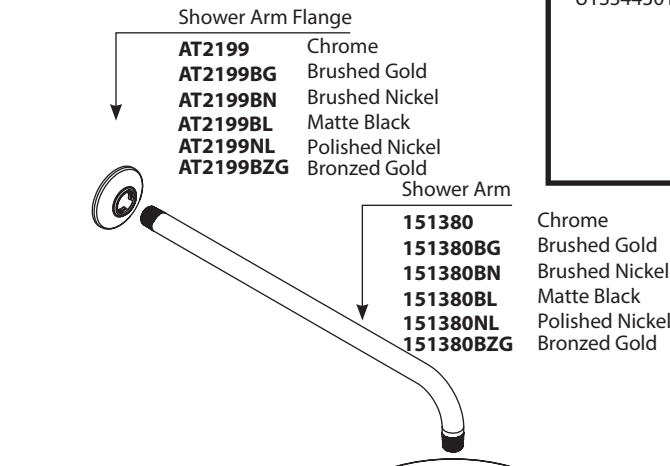 Shower Arm Flange
AT2199 Chrome
AT2199BG Brushed Gold
AT2199BN Brushed Nickel
AT2199BL Matte Black
AT2199NL Polished Nickel
AT2199BZG Bronzed Gold
Shower Arm
151380 Chrome
151380BG Brushed Gold
151380BN Brushed Nickel
151380BL Matte Black
151380NL Polished Nickel
151380BZG Bronzed Gold